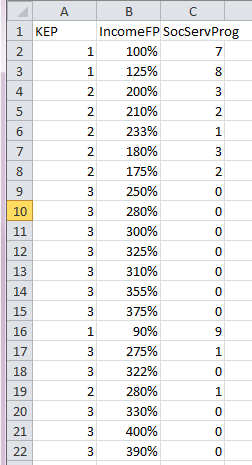 A B C
1 KEP IncomeFP SocServProg
2 1 100% 7
3 1 125% 8
4 2 200% 3
5 2 210% 2
6 2 233% 1
7 2 180% 3
8 2 175% 2
9 3 250% 0
10 3 280% 0
11 3 300% 0
12 3 325% 0
13 3 310% 0
14 3 355% 0
15 3 375% 0
16 1 90% 9
17 3 275% 1
18 3 322% 0
19 2 280% 1
20 3 330% 0
21 3 400% 0
22 3 390% 0